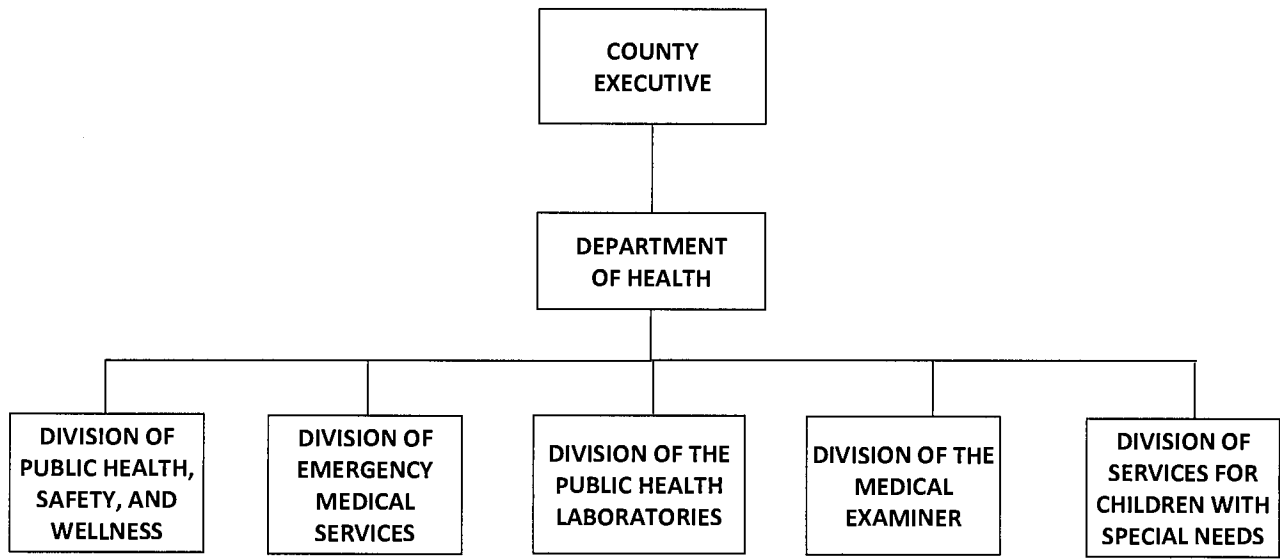 COUNTY
EXECUTIVE
DEPARTMENT
OF HEALTH
DIVISION OF
PUBLIC HEALTH,
SAFETY, AND
WELLNESS
DIVISION OF
EMERGENCY
MEDICAL
SERVICES
DIVISION OF THE
PUBLIC HEALTH
LABORATORIES
DIVISION OF THE
MEDICAL
EXAMINER
DIVISION OF
SERVICES FOR
CHILDREN WITH
SPECIAL NEEDS